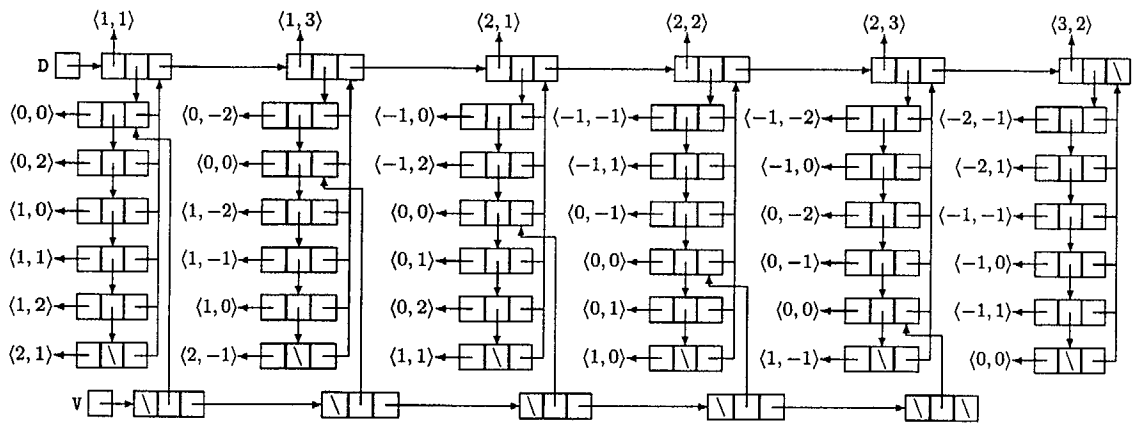 ⟨1, 1⟩ ⟨1, 3⟩ ⟨2, 1⟩ ⟨2, 2⟩ ⟨2, 3⟩ ⟨3, 2⟩
D \
⟨0, 0⟩ ⟨0, −2⟩ ⟨−1, 0⟩ ⟨−1, −1⟩ ⟨−1, −2⟩ ⟨−2, −1⟩
⟨0, 2⟩ ⟨0, 0⟩ ⟨−1, 2⟩ ⟨−1, 1⟩ ⟨−1, 0⟩ ⟨−2, 1⟩
⟨1, 0⟩ ⟨1, −2⟩ ⟨0, 0⟩ ⟨0, −1⟩ ⟨0, −2⟩ ⟨−1, −1⟩
⟨1, 1⟩ ⟨1, −1⟩ ⟨0, 1⟩ ⟨0, 0⟩ ⟨0, −1⟩ ⟨−1, 0⟩
⟨1, 2⟩ ⟨1, 0⟩ ⟨0, 2⟩ ⟨0, 1⟩ ⟨0, 0⟩ ⟨−1, 1⟩
⟨2, 1⟩ \ ⟨2, −1⟩ \ ⟨1, 1⟩ \ ⟨1, 0⟩ \ ⟨1, −1⟩ \ ⟨0, 0⟩ \
V \ \ \ \ \ \